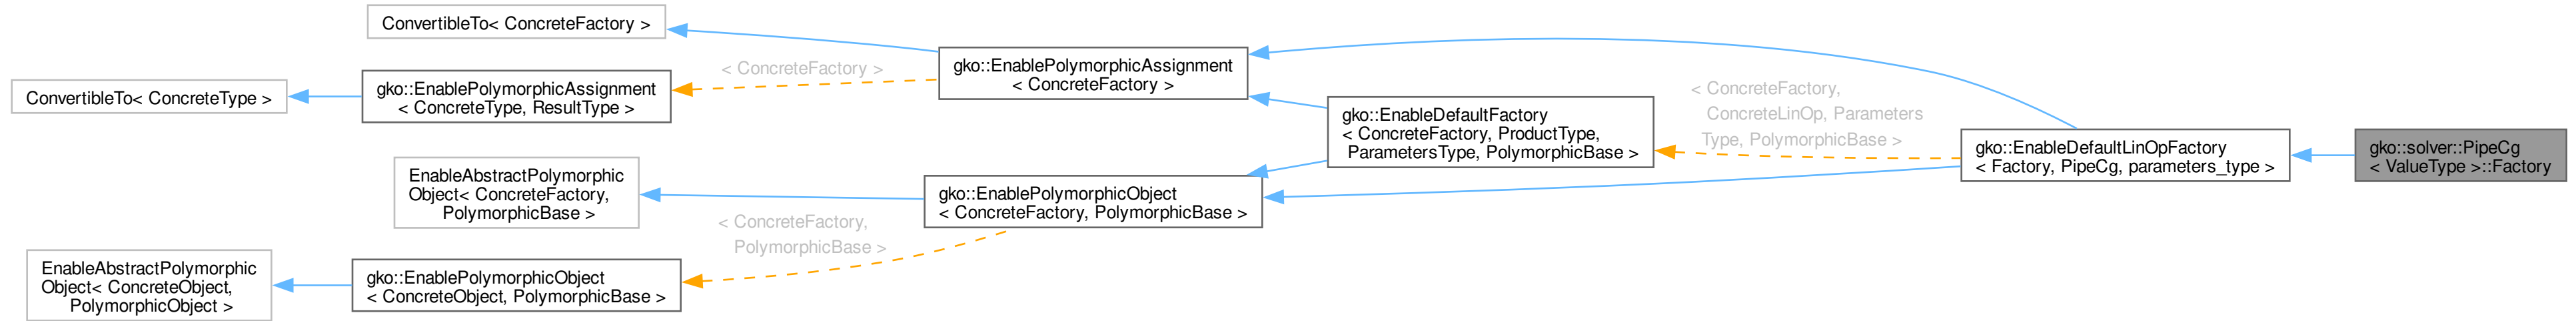 ConvertibleTo< ConcreteFactory >
ConvertibleTo< ConcreteType >
gko::EnablePolymorphicAssignment
< ConcreteType, ResultType >
< ConcreteFactory >
gko::EnablePolymorphicAssignment
< ConcreteFactory >
EnableAbstractPolymorphic
Object< ConcreteFactory,
PolymorphicBase >
EnableAbstractPolymorphic
Object< ConcreteObject,
PolymorphicObject >
gko::EnablePolymorphicObject
< ConcreteObject, PolymorphicBase >
< ConcreteFactory,
PolymorphicBase >
gko::EnablePolymorphicObject
< ConcreteFactory, PolymorphicBase >
gko::EnableDefaultFactory
< ConcreteFactory, ProductType,
ParametersType, PolymorphicBase >
< ConcreteFactory,
ConcreteLinOp, Parameters
Type, PolymorphicBase >
gko::EnableDefaultLinOpFactory
< Factory, PipeCg, parameters_type >
gko::solver::PipeCg
< ValueType >::Factory